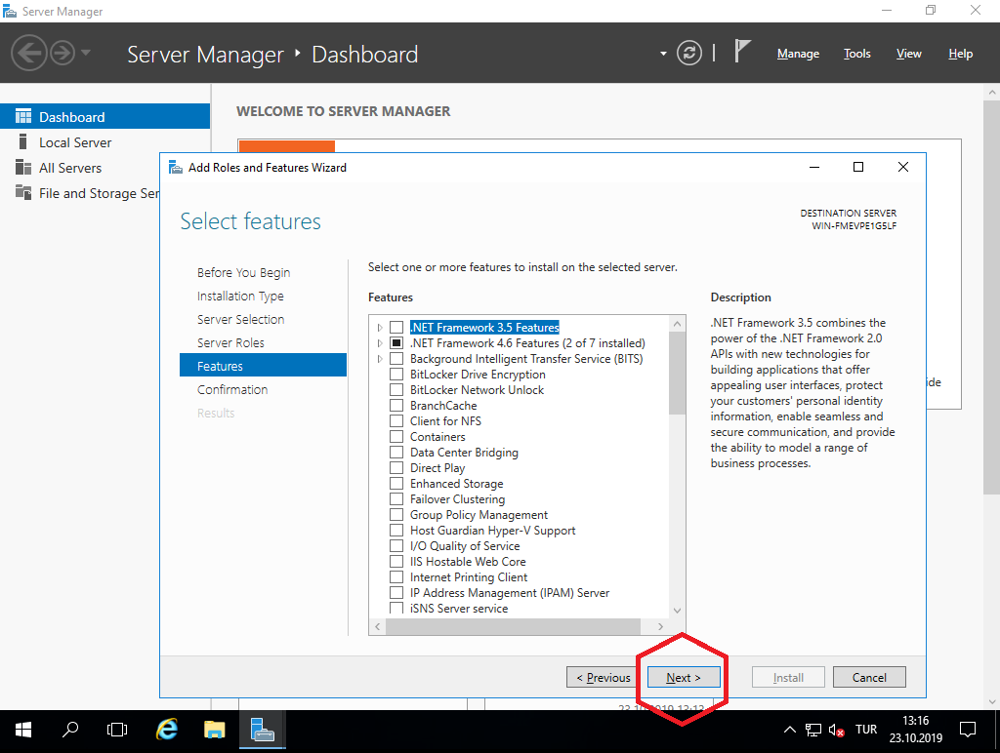 Server Manager
Server Manager ‣ Dashboard
Manage Tools View Help
Dashboard
Local Server
All Servers
File and Storage Ser
WELCOME TO SERVER MANAGER
Add Roles and Features Wizard
Select features
DESTINATION SERVER
WIN-FMEVPE1G5LF
Before You Begin
Installation Type
Server Selection
Server Roles
Features
Confirmation
Results
Select one or more features to install on the selected server.
Features
.NET Framework 3.5 Features
.NET Framework 4.6 Features (2 of 7 installed)
Background Intelligent Transfer Service (BITS)
BitLocker Drive Encryption
BitLocker Network Unlock
BranchCache
Client for NFS
Containers
Data Center Bridging
Direct Play
Enhanced Storage
Failover Clustering
Group Policy Management
Host Guardian Hyper-V Support
I/O Quality of Service
IIS Hostable Web Core
Internet Printing Client
IP Address Management (IPAM) Server
iSNS Server service
Description
.NET Framework 3.5 combines the
power of the .NET Framework 2.0
APIs with new technologies for
building applications that offer
appealing user interfaces, protect
your customers' personal identity
information, enable seamless and
secure communication, and provide
the ability to model a range of
business processes.
ide
< Previous Next > Install Cancel
23.10.2019 13:13
TUR
13:16
23.10.2019